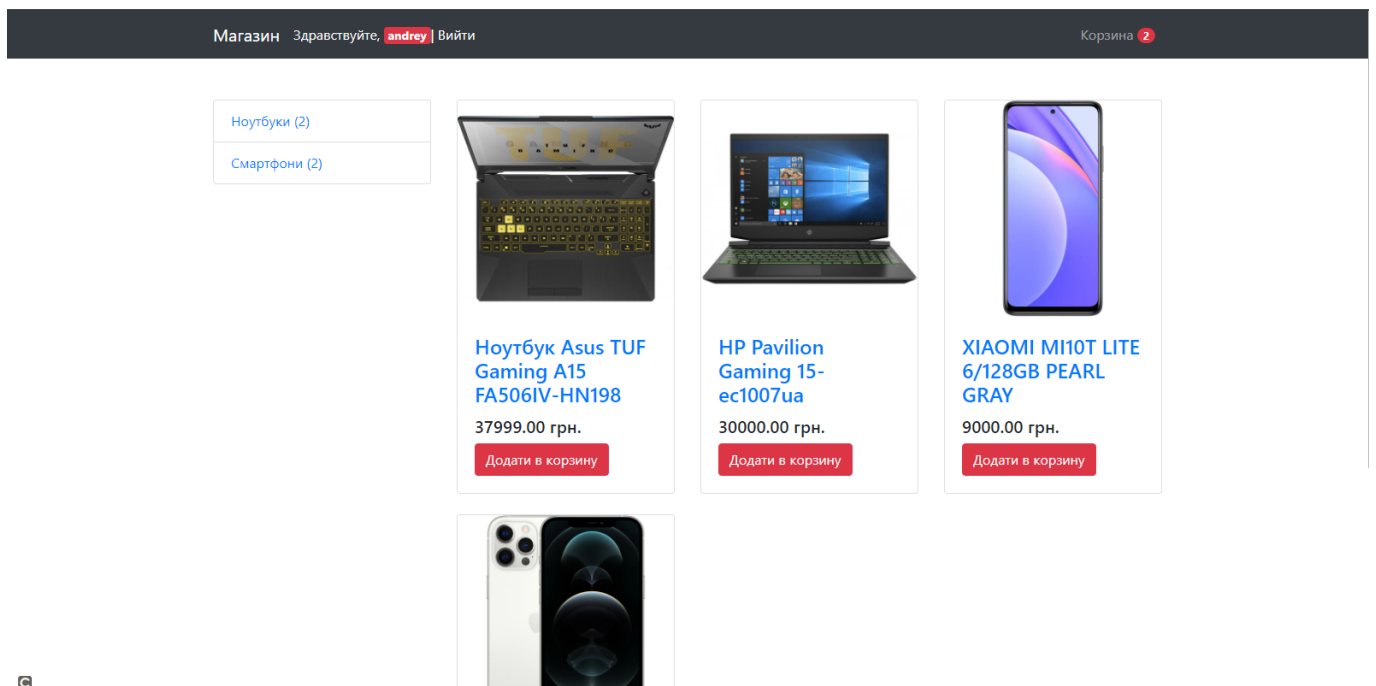 Магазин Здравствуйте, andrey | Выйти Корзина 2
Ноутбуки (2)
Смартфони (2)
TUF
Ноутбук Asus TUF
Gaming A15
FA506IV-HN198
37999.00 грн.
Додати в корзину
HP Pavilion
Gaming 15-
ec1007ua
30000.00 грн.
Додати в корзину
XIAOMI MI10T LITE
6/128GB PEARL
GRAY
9000.00 грн.
Додати в корзину